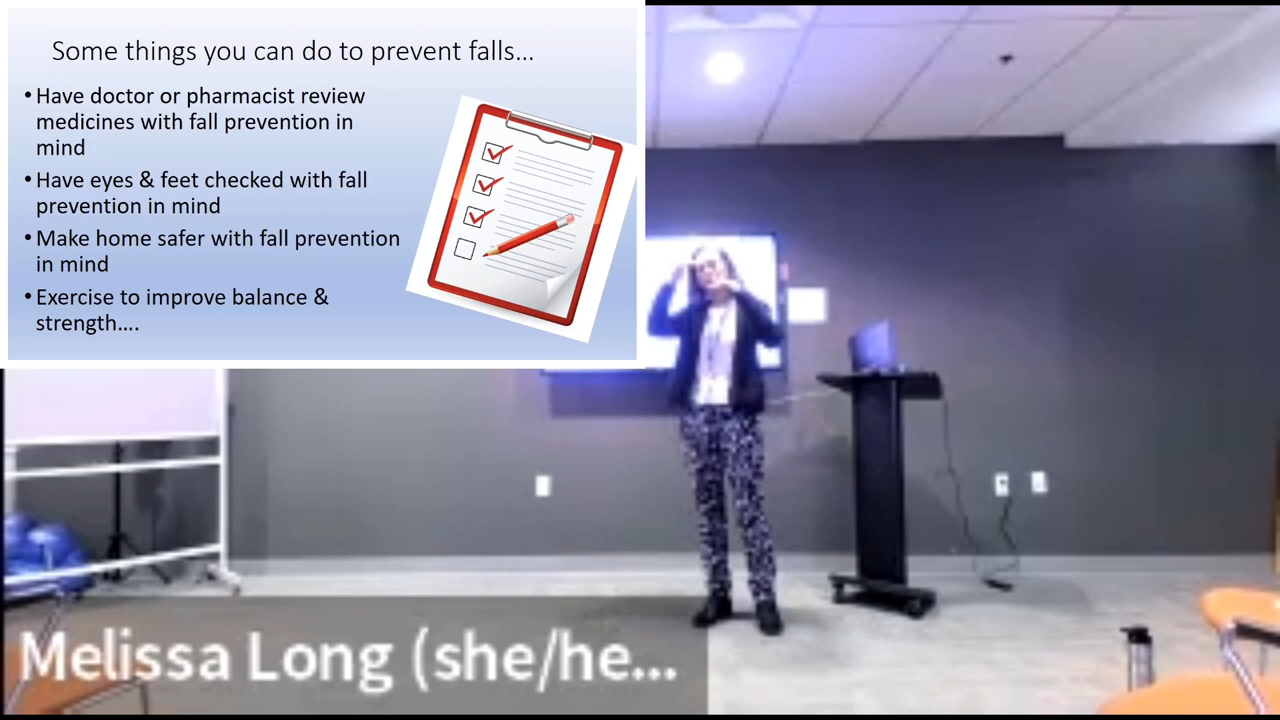 Some things you can do to prevent falls...
• Have doctor or pharmacist review
medicines with fall prevention in
mind
• Have eyes & feet checked with fall
prevention in mind
• Make home safer with fall prevention
in mind
• Exercise to improve balance &
strength....
Melissa Long (she/he...